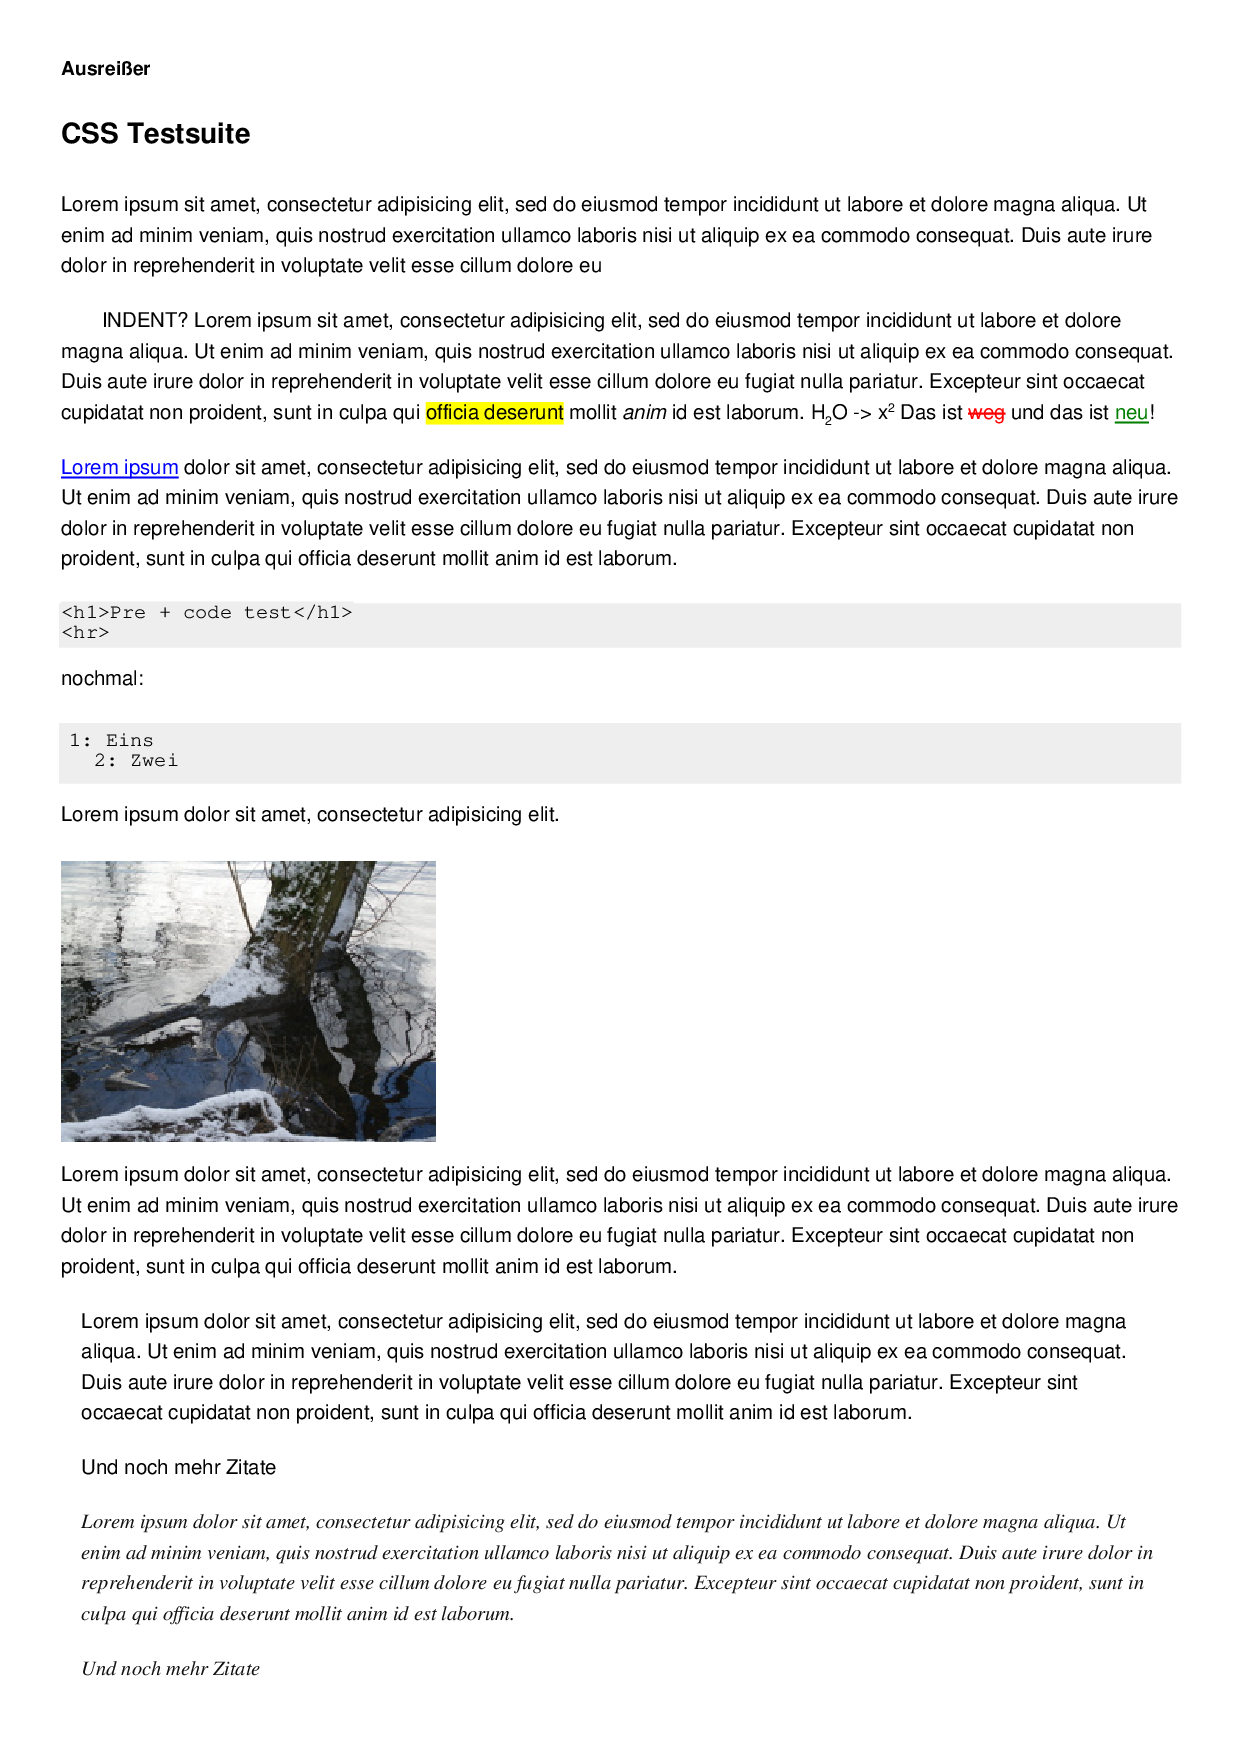 Ausreißer
CSS Testsuite
Lorem ipsum sit amet, consectetur adipisicing elit, sed do eiusmod tempor incididunt ut labore et dolore magna aliqua. Ut
enim ad minim veniam, quis nostrud exercitation ullamco laboris nisi ut aliquip ex ea commodo consequat. Duis aute irure
dolor in reprehenderit in voluptate velit esse cillum dolore eu
INDENT? Lorem ipsum sit amet, consectetur adipisicing elit, sed do eiusmod tempor incididunt ut labore et dolore
magna aliqua. Ut enim ad minim veniam, quis nostrud exercitation ullamco laboris nisi ut aliquip ex ea commodo consequat.
Duis aute irure dolor in reprehenderit in voluptate velit esse cillum dolore eu fugiat nulla pariatur. Excepteur sint occaecat
cupidatat non proident, sunt in culpa qui officia deserunt mollit anim id est laborum. H₂O -> x² Das ist weg und das ist neu!
Lorem ipsum dolor sit amet, consectetur adipisicing elit, sed do eiusmod tempor incididunt ut labore et dolore magna aliqua.
Ut enim ad minim veniam, quis nostrud exercitation ullamco laboris nisi ut aliquip ex ea commodo consequat. Duis aute irure
dolor in reprehenderit in voluptate velit esse cillum dolore eu fugiat nulla pariatur. Excepteur sint occaecat cupidatat non
proident, sunt in culpa qui officia deserunt mollit anim id est laborum.
<h1>Pre + code test</h1>
<hr>
nochmal:
1: Eins
2: Zwei
Lorem ipsum dolor sit amet, consectetur adipisicing elit.
Lorem ipsum dolor sit amet, consectetur adipisicing elit, sed do eiusmod tempor incididunt ut labore et dolore magna aliqua.
Ut enim ad minim veniam, quis nostrud exercitation ullamco laboris nisi ut aliquip ex ea commodo consequat. Duis aute irure
dolor in reprehenderit in voluptate velit esse cillum dolore eu fugiat nulla pariatur. Excepteur sint occaecat cupidatat non
proident, sunt in culpa qui officia deserunt mollit anim id est laborum.
Lorem ipsum dolor sit amet, consectetur adipisicing elit, sed do eiusmod tempor incididunt ut labore et dolore magna
aliqua. Ut enim ad minim veniam, quis nostrud exercitation ullamco laboris nisi ut aliquip ex ea commodo consequat.
Duis aute irure dolor in reprehenderit in voluptate velit esse cillum dolore eu fugiat nulla pariatur. Excepteur sint
occaecat cupidatat non proident, sunt in culpa qui officia deserunt mollit anim id est laborum.
Und noch mehr Zitate
Lorem ipsum dolor sit amet, consectetur adipisicing elit, sed do eiusmod tempor incididunt ut labore et dolore magna aliqua. Ut
enim ad minim veniam, quis nostrud exercitation ullamco laboris nisi ut aliquip ex ea commodo consequat. Duis aute irure dolor in
reprehenderit in voluptate velit esse cillum dolore eu fugiat nulla pariatur. Excepteur sint occaecat cupidatat non proident, sunt in
culpa qui officia deserunt mollit anim id est laborum.
Und noch mehr Zitate